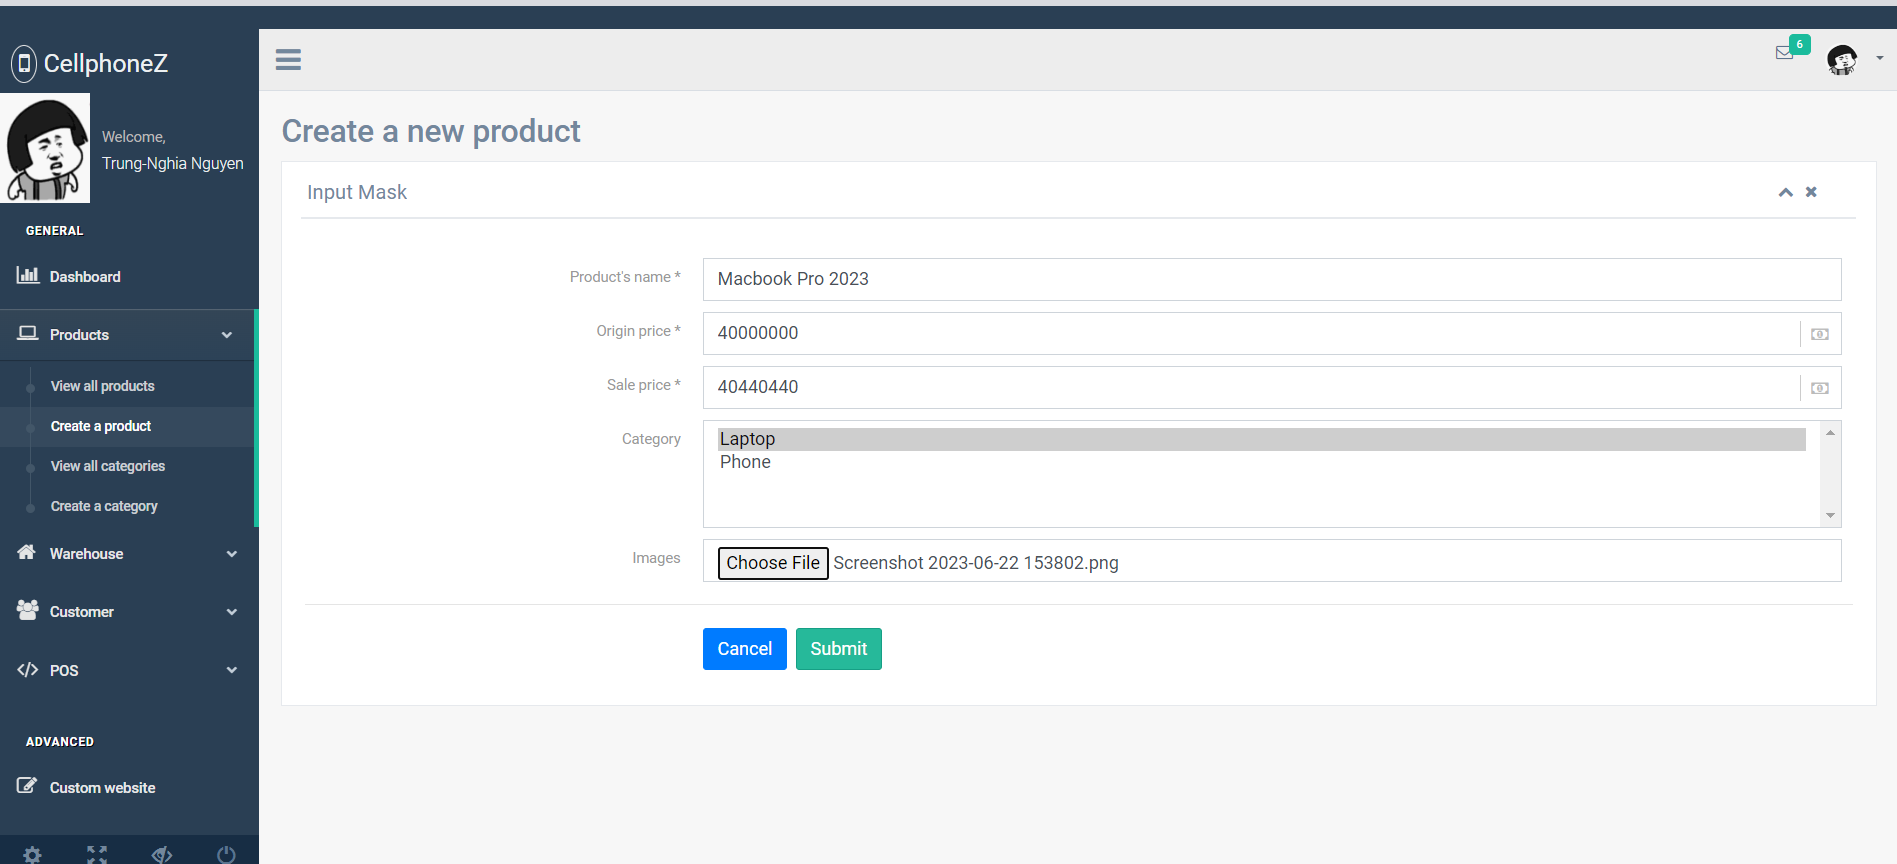 CellphoneZ
Welcome,
Trung-Nghia Nguyen
GENERAL
Dashboard
Products
View all products
Create a product
View all categories
Create a category
Warehouse
Customer
POS
ADVANCED
Custom website
6
Create a new product
Input Mask
Product's name * Macbook Pro 2023
Origin price * 40000000
Sale price * 40440440
Category Laptop
Phone
Images Choose File Screenshot 2023-06-22 153802.png
Cancel Submit